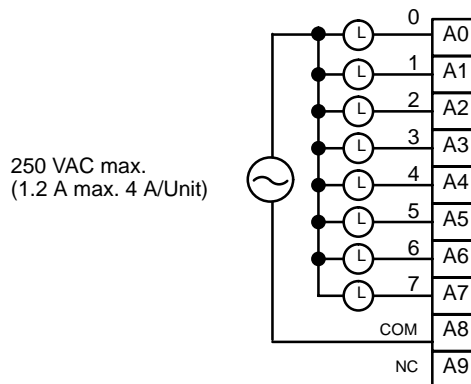 0 L A0
1 L A1
2 L A2
3 L A3
250 VAC max.
(1.2 A max. 4 A/Unit)
4 L A4
5 L A5
6 L A6
7 L A7
COM A8
NC A9